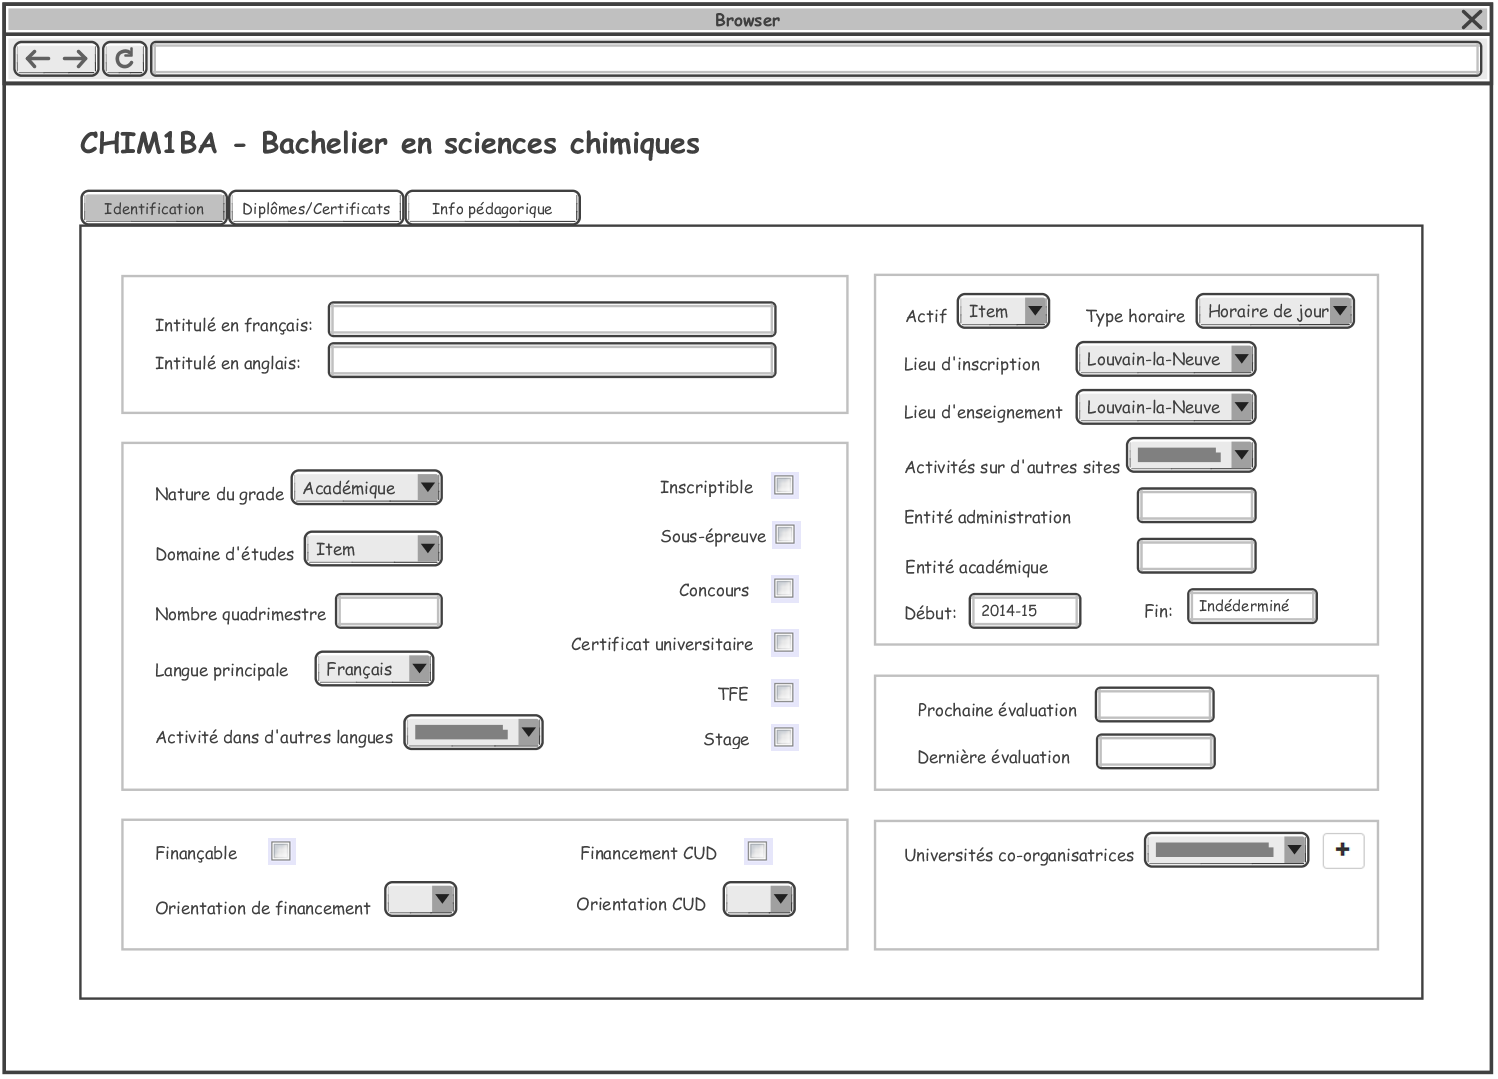 Browser
CHIM1BA - Bachelier en sciences chimiques
Identification
Diplômes/Certificats
Info pédagorique
Intitulé en français:
Intitulé en anglais:
Nature du grade
Académique
Domaine d'études
Item
Nombre quadrimestre
Langue principale
Français
Activité dans d'autres langues
Inscriptible
Sous-épreuve
Concours
Certificat universitaire
TFE
Stage
Finançable
Financement CUD
Orientation de financement
Orientation CUD
Actif
Item
Type horaire
Horaire de jour
Lieu d'inscription
Louvain-la-Neuve
Lieu d'enseignement
Louvain-la-Neuve
Activités sur d'autres sites
Entité administration
Entité académique
Début:
2014-15
Fin:
Indéderminé
Prochaine évaluation
Dernière évaluation
Universités co-organisatrices
+